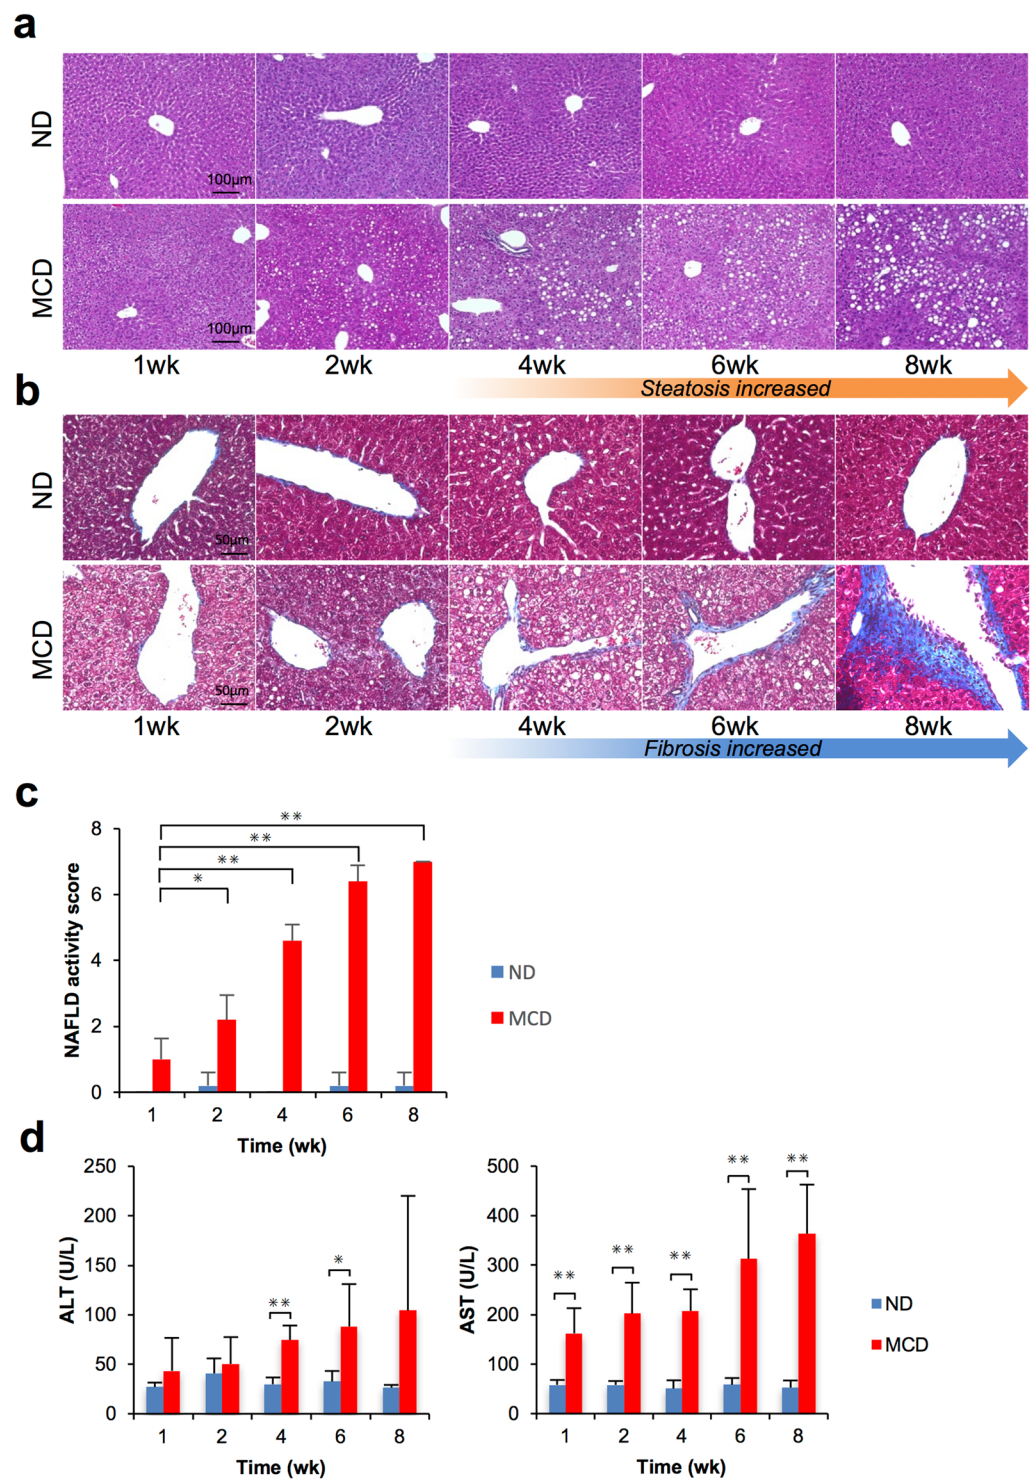 a
ND
100μm
MCD
100μm
1wk 2wk 4wk 6wk 8wk
Steatosis increased
b
ND
50μm
MCD
50μm
1wk 2wk 4wk 6wk 8wk
Fibrosis increased
c
NAFLD activity score
8
6
4
2
0
**
**
**
*
1 2 4 6 8
Time (wk)
ND
MCD
d
ALT (U/L)
250
200
150
100
50
0
**
*
1 2 4 6 8
Time (wk)
AST (U/L)
500
400
300
200
100
0
** ** ** ** **
1 2 4 6 8
Time (wk)
ND
MCD